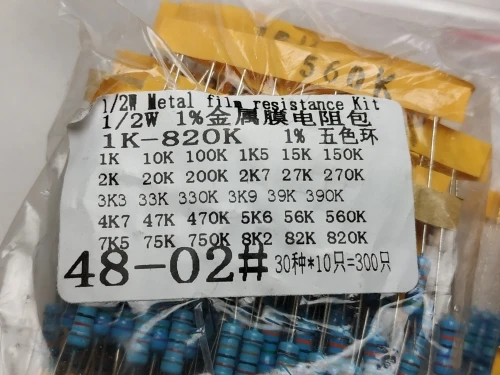 560K
1/2W Metal film resistance Kit
1/2W 1%金属膜电阻包
1K-820K 1% 五色环
1K 10K 100K 1K5 15K 150K
2K 20K 200K 2K7 27K 270K
3K3 33K 330K 3K9 39K 390K
4K7 47K 470K 5K6 56K 560K
7K5 75K 750K 8K2 82K 820K
48-02# 30种*10只=300只